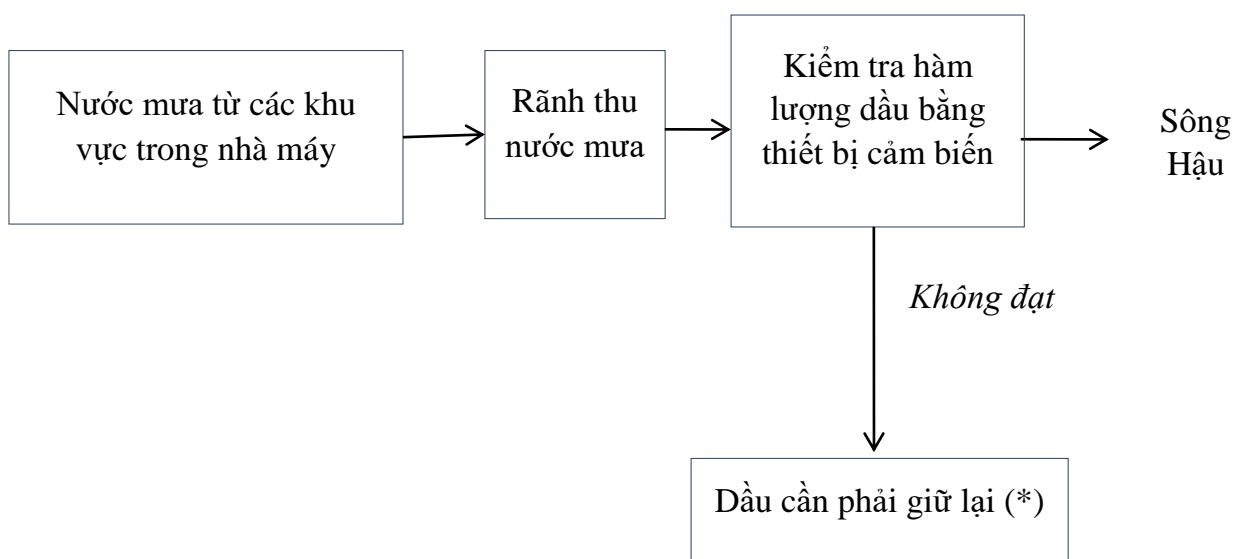 Nước mưa từ các khu
vực trong nhà máy
Rãnh thu
nước mưa
Kiểm tra hàm
lượng dầu bằng
thiết bị cảm biến
Sông
Hậu
Không đạt
Dầu cần phải giữ lại (*)